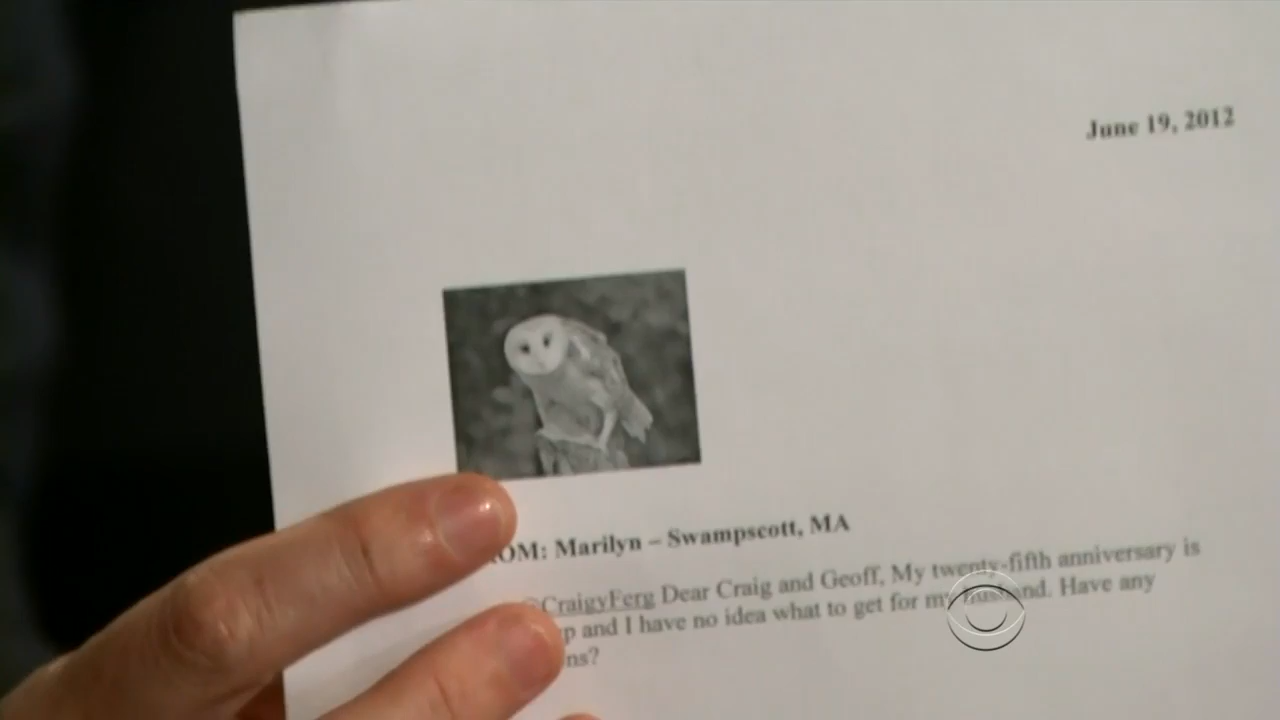 June 19, 2012
OM: Marilyn – Swampscott, MA
@CraigyFerg Dear Craig and Geoff, My twenty-fifth anniversary is
p and I have no idea what to get for my husband. Have any
ns?